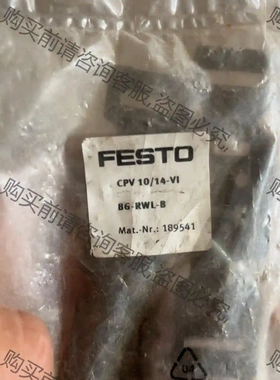 购买前请咨询客服,盗图必究,
购买前请咨询客服,盗图必究,
FESTO
CPV 10/14-VI
BG-RWL-B
Mat.-Nr.: 189541
购买前请咨询客服,盗图必究,
04